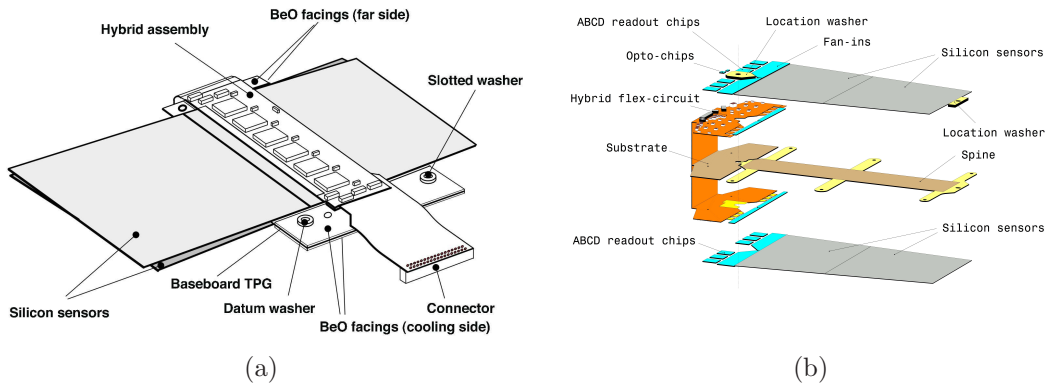 BeO facings (far side)
Hybrid assembly
Slotted washer
Baseboard TPG
Silicon sensors
Datum washer
Connector
BeO facings (cooling side)
(a)
ABCD readout chips
Location washer
Opto-chips
Fan-ins
Silicon sensors
Hybrid flex-circuit
Location washer
Substrate
Spine
ABCD readout chips
Silicon sensors
(b)